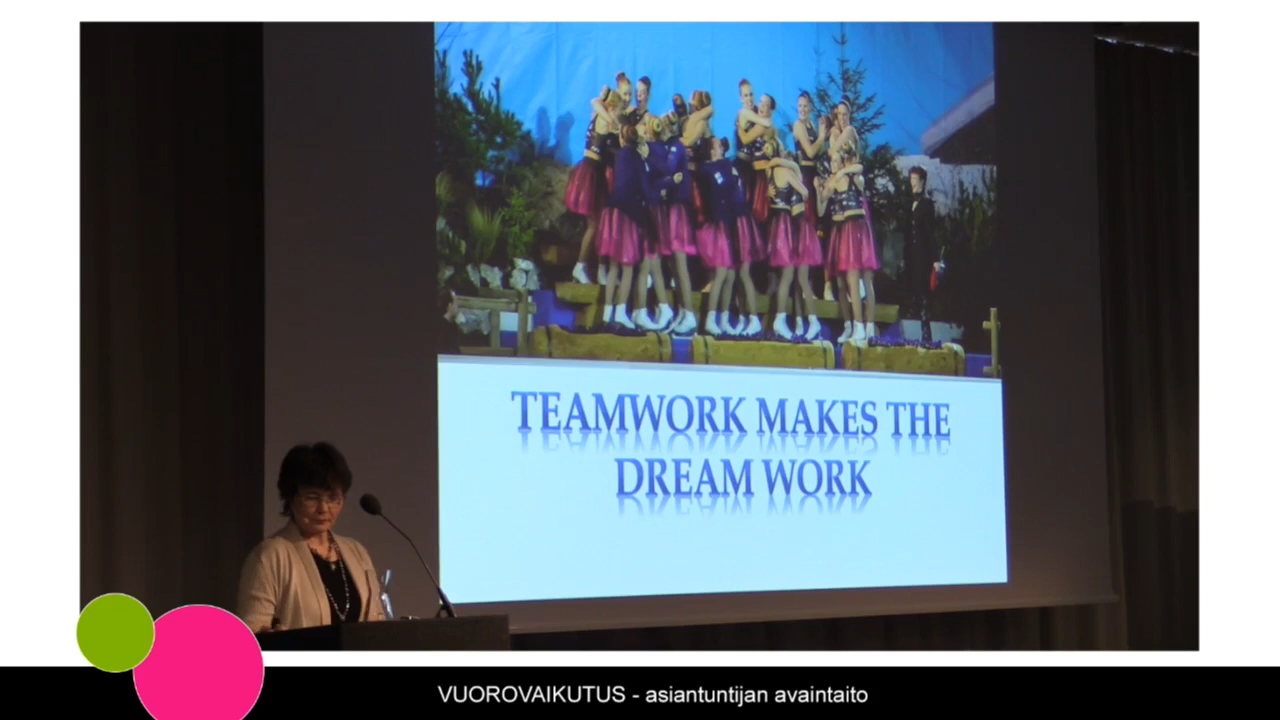 TEAMWORK MAKES THE
DREAM WORK
VUOROVAIKUTUS - asiantuntijan avaintaito